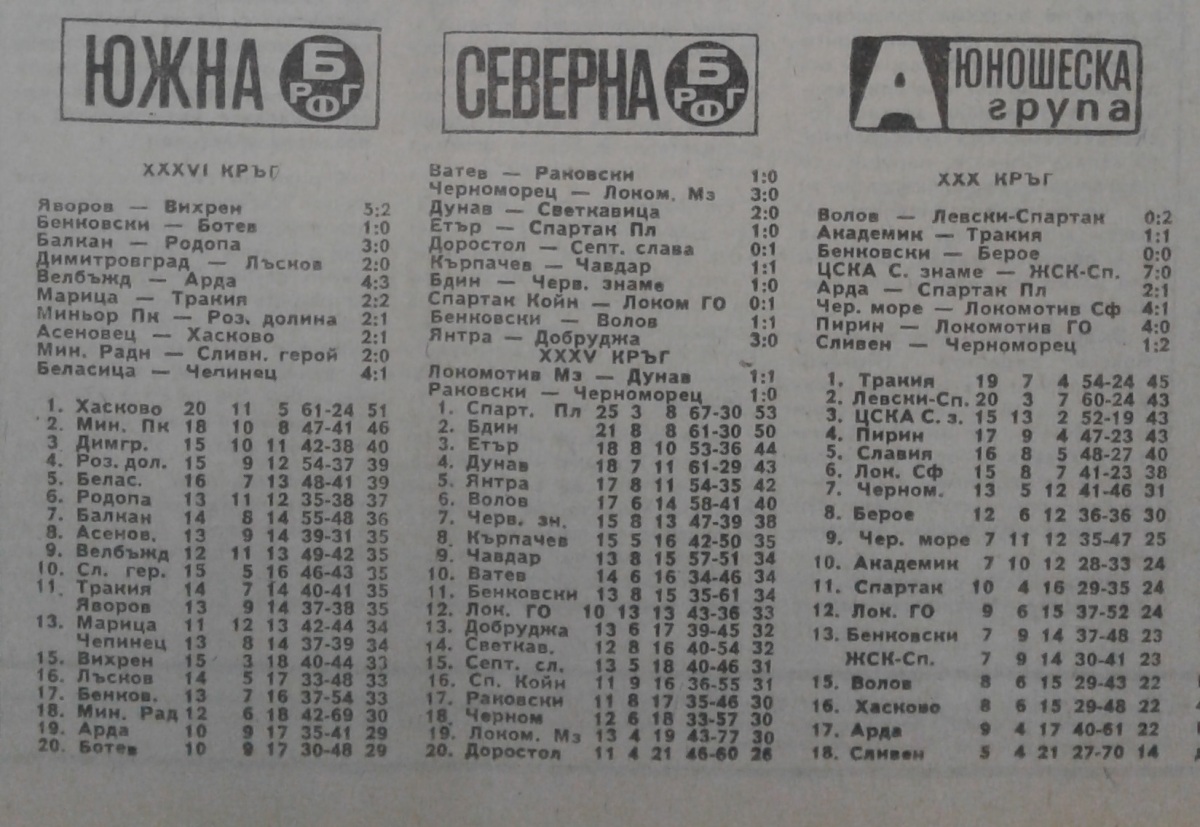 ЮЖНА Б РФГ
XXXVI КРЪГ
Яворов — Вихрен 5:2
Бенковски — Ботев 1:0
Балкан — Родопа 3:0
Димитровград — Лъсков 2:0
Велбъжд — Арда 4:3
Марица — Тракия 2:2
Миньор Пк — Роз. долина 2:1
Асеновец — Хасково 2:1
Мин. Радн — Сливн. герой 2:0
Беласица — Чепинец 4:1
1. Хасково 20 11 5 61-24 51
2. Мин. Пк 18 10 8 47-41 46
3 Димгр. 15 10 11 42-38 40
4. Роз. дол. 15 9 12 54-37 39
5. Белас. 16 7 13 48-41 39
6. Родопа 13 11 12 35-38 37
7. Балкан 14 8 14 55-48 36
8. Асенов. 13 9 14 39-31 35
9. Велбъжд 12 11 13 49-42 35
10. Сл. гер. 15 5 16 46-43 35
11. Тракия 14 7 14 40-41 35
Яворов 13 9 14 37-38 35
13. Марица 11 12 13 42-44 34
Чепинец 13 8 14 37-39 34
15. Вихрен 15 3 18 40-44 33
16. Лъсков 14 5 17 33-48 33
17. Бенков. 13 7 16 37-54 33
18. Мин. Рад 12 6 18 42-69 30
19. Арда 10 9 17 35-41 29
20. Ботев 10 9 17 30-48 29
СЕВЕРНА Б РФГ
Ватев — Раковски 1:0
Черноморец — Локом. Мз 3:0
Дунав — Светкавица 2:0
Етър — Спартак Пл 1:0
Доростол — Септ. слава 0:1
Кърпачев — Чавдар 1:1
Бдин — Черв. знаме 1:0
Спартак Койн — Локом ГО 0:1
Бенковски — Волов 1:1
Янтра — Добруджа 3:0
XXXV КРЪГ
Локомотив Мз — Дунав 1:1
Раковски — Черноморец 1:0
1. Спарт. Пл 25 3 8 67-30 53
2. Бдин 21 8 8 61-30 50
3. Етър 18 8 10 53-36 44
4. Дунав 18 7 11 61-29 43
5. Янтра 17 8 11 54-35 42
6. Волов 17 6 14 58-41 40
7. Черв. зн. 15 8 13 47-39 38
8. Кърпачев 15 5 16 42-50 35
9. Чавдар 13 8 15 57-51 34
10. Ватев 14 6 16 34-46 34
11. Бенковски 13 8 15 35-61 34
12. Лок. ГО 10 13 13 43-36 33
13. Добруджа 13 6 17 39-45 32
14. Светкав. 12 8 16 40-54 32
15. Септ. сл. 13 5 18 40-46 31
16. Сп. Койн 11 9 16 36-55 31
17. Раковски 11 8 17 35-46 30
18. Черном 12 6 18 33-57 30
19. Локом. Мз 13 4 19 43-77 30
20. Доростол 11 4 21 46-60 26
А ЮНОШЕСКА
група
XXX КРЪГ
Волов — Левски-Спартак 0:2
Академик — Тракия 1:1
Бенковски — Берое 0:0
ЦСКА С. знаме — ЖСК-Сп. 7:0
Арда — Спартак Пл 2:1
Чер. море — Локомотив Сф 4:1
Пирин — Локомотив ГО 4:0
Сливен — Черноморец 1:2
1. Тракия 19 7 4 54-24 45
2. Левски-Сп. 20 3 7 60-24 43
3. ЦСКА С. з. 15 13 2 52-19 43
4. Пирин 17 9 4 47-23 43
5. Славия 16 8 5 48-27 40
6. Лок. Сф 15 8 7 41-23 38
7. Черном. 13 5 12 41-46 31
8. Берое 12 6 12 36-36 30
9. Чер. море 7 11 12 35-47 25
10. Академик 7 10 12 28-33 24
11. Спартак 10 4 16 29-35 24
12. Лок. ГО 9 6 15 37-52 24
13. Бенковски 7 9 14 37-48 23
ЖСК-Сп. 7 9 14 30-41 23
15. Волов 8 6 15 29-43 22
16. Хасково 8 6 15 29-48 22
17. Арда 9 4 17 40-61 22
18. Сливен 5 4 21 27-70 14